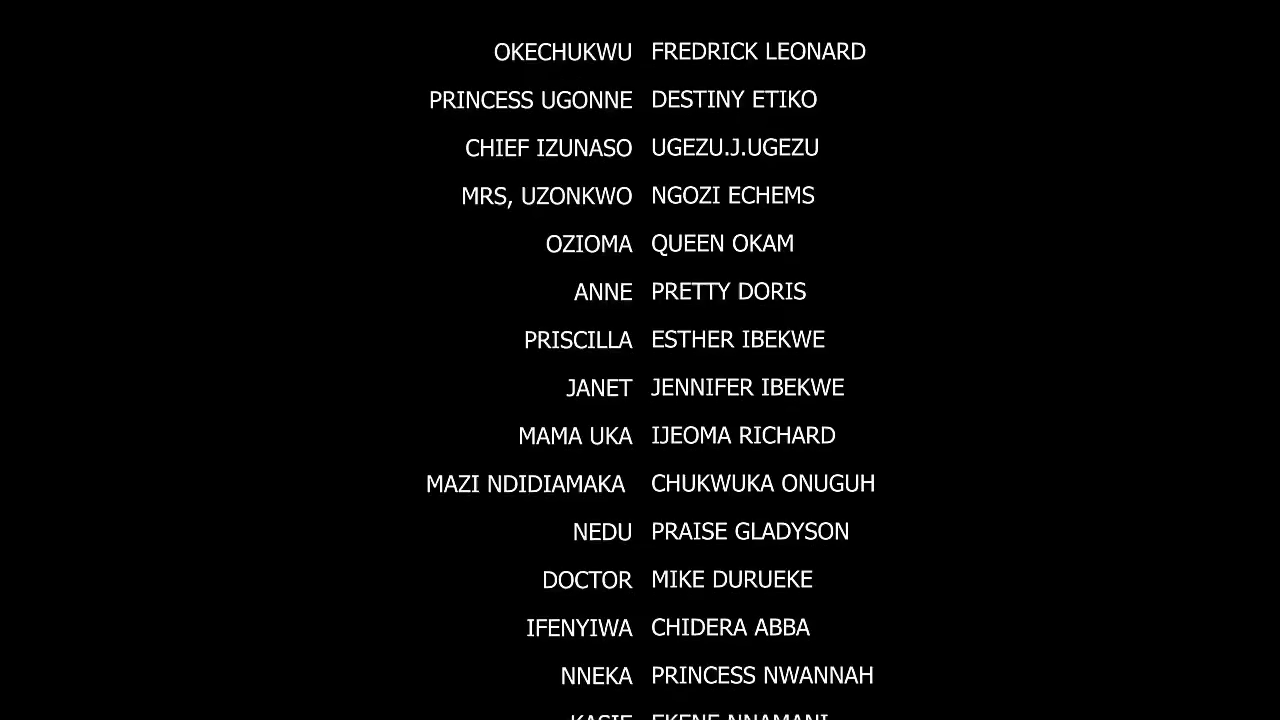 OKECHUKWU FREDRICK LEONARD
PRINCESS UGONNE DESTINY ETIKO
CHIEF IZUNASO UGEZU.J.UGEZU
MRS, UZONKWO NGOZI ECHEMS
OZIOMA QUEEN OKAM
ANNE PRETTY DORIS
PRISCILLA ESTHER IBEKWE
JANET JENNIFER IBEKWE
MAMA UKA IJEOMA RICHARD
MAZI NDIDIAMAKA CHUKWUKA ONUGUH
NEDU PRAISE GLADYSON
DOCTOR MIKE DURUEKE
IFENYIWA CHIDERA ABBA
NNEKA PRINCESS NWANNAH